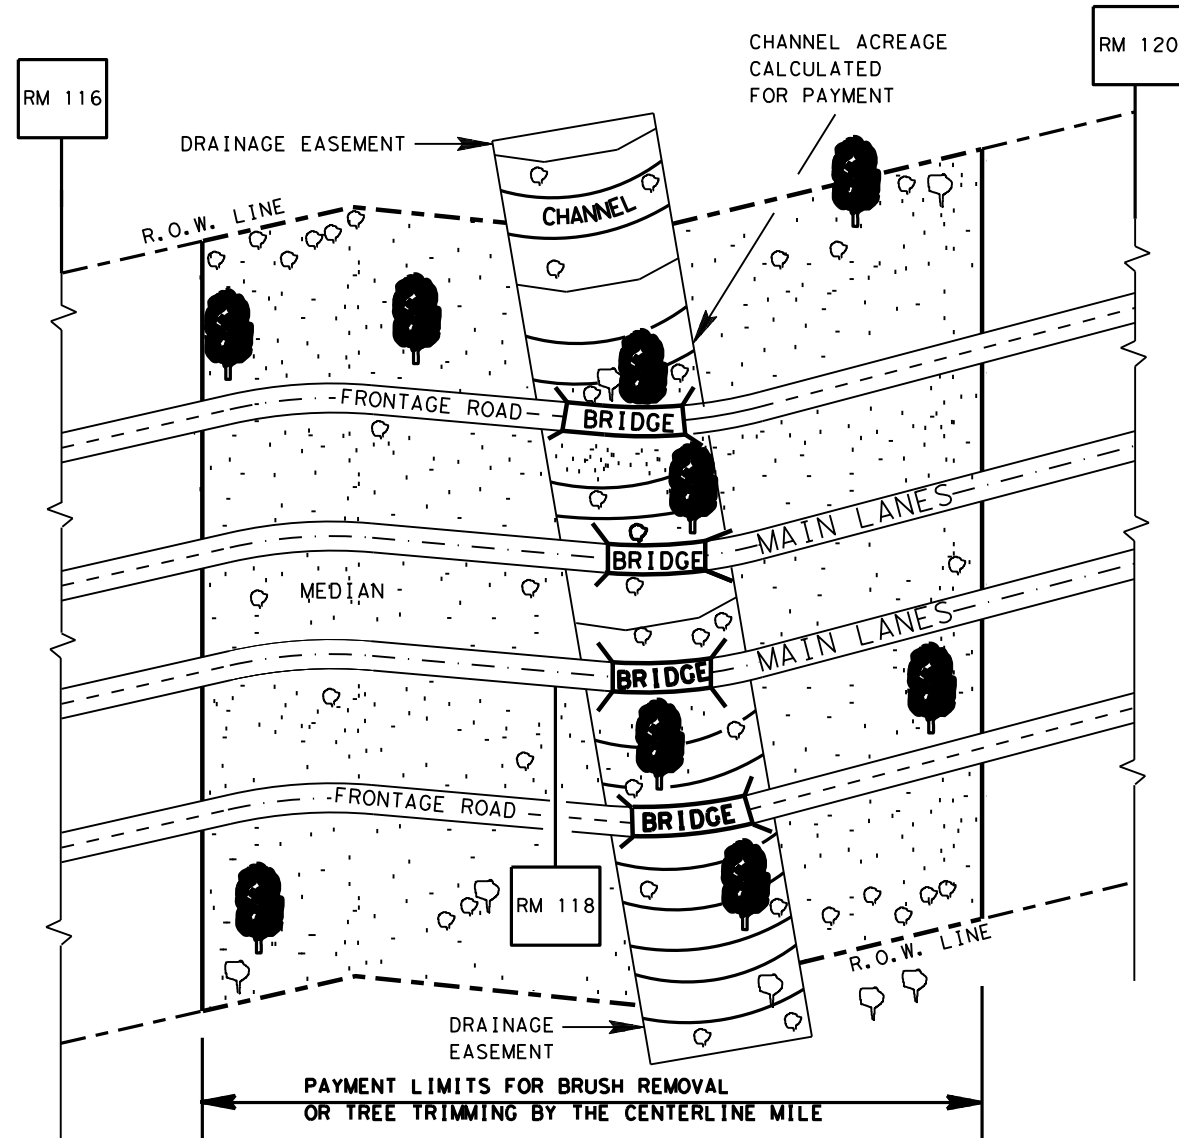 CHANNEL ACREAGE
CALCULATED
FOR PAYMENT
RM 120
RM 116
DRAINAGE EASEMENT
CHANNEL
R.O.W. LINE
FRONTAGE ROAD
BRIDGE
MAIN LANES
BRIDGE
MEDIAN
MAIN LANES
BRIDGE
FRONTAGE ROAD
BRIDGE
RM 118
R.O.W. LINE
DRAINAGE
EASEMENT
PAYMENT LIMITS FOR BRUSH REMOVAL
OR TREE TRIMMING BY THE CENTERLINE MILE